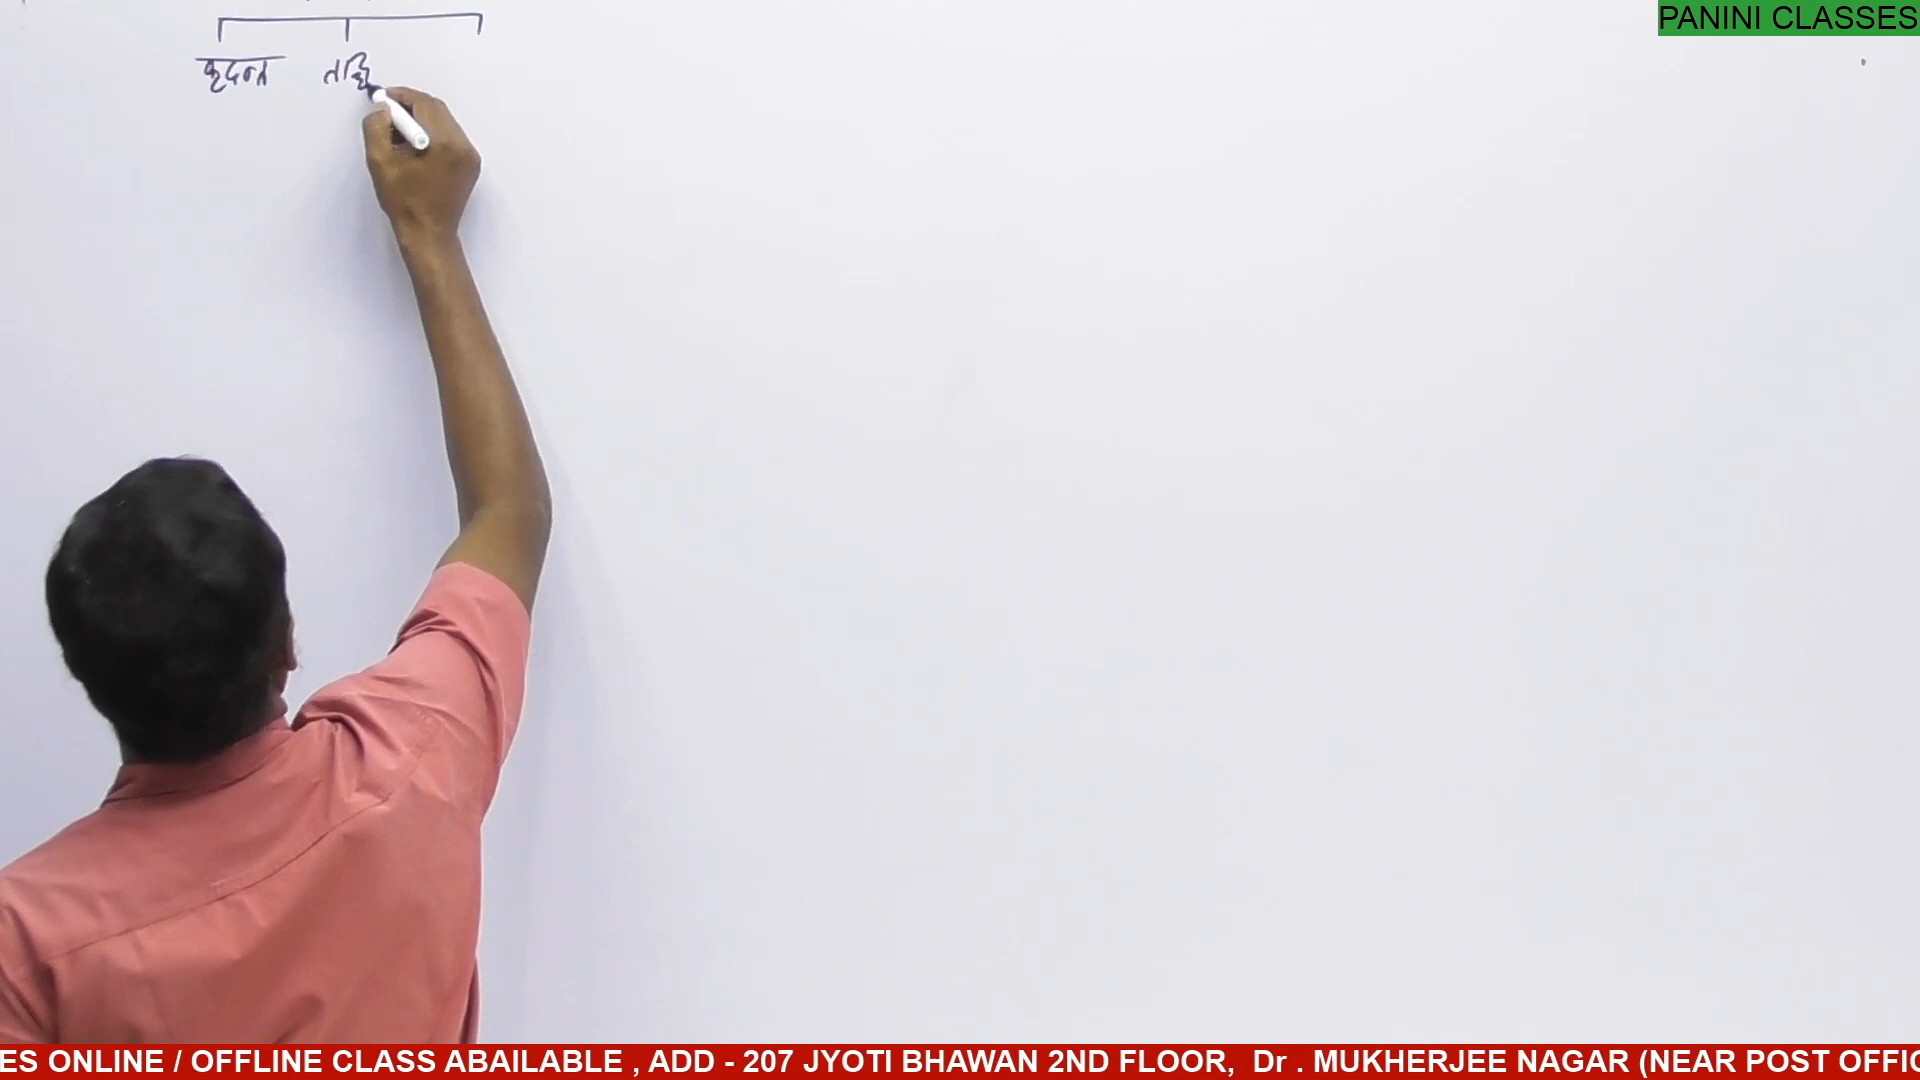 PANINI CLASSES
कृदन्त तद्धि
ES ONLINE / OFFLINE CLASS ABAILABLE , ADD - 207 JYOTI BHAWAN 2ND FLOOR, Dr . MUKHERJEE NAGAR (NEAR POST OFFIC